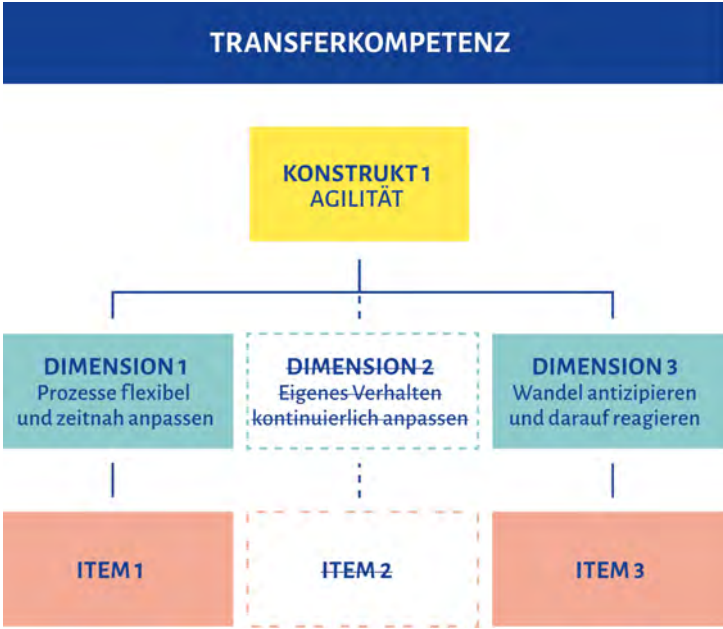 TRANSFERKOMPETENZ
KONSTRUKT 1
AGILITÄT
DIMENSION 1
Prozesse flexibel
und zeitnah anpassen
DIMENSION 2
Eigenes Verhalten
kontinuierlich anpassen
DIMENSION 3
Wandel antizipieren
und darauf reagieren
ITEM 1
ITEM 2
ITEM 3